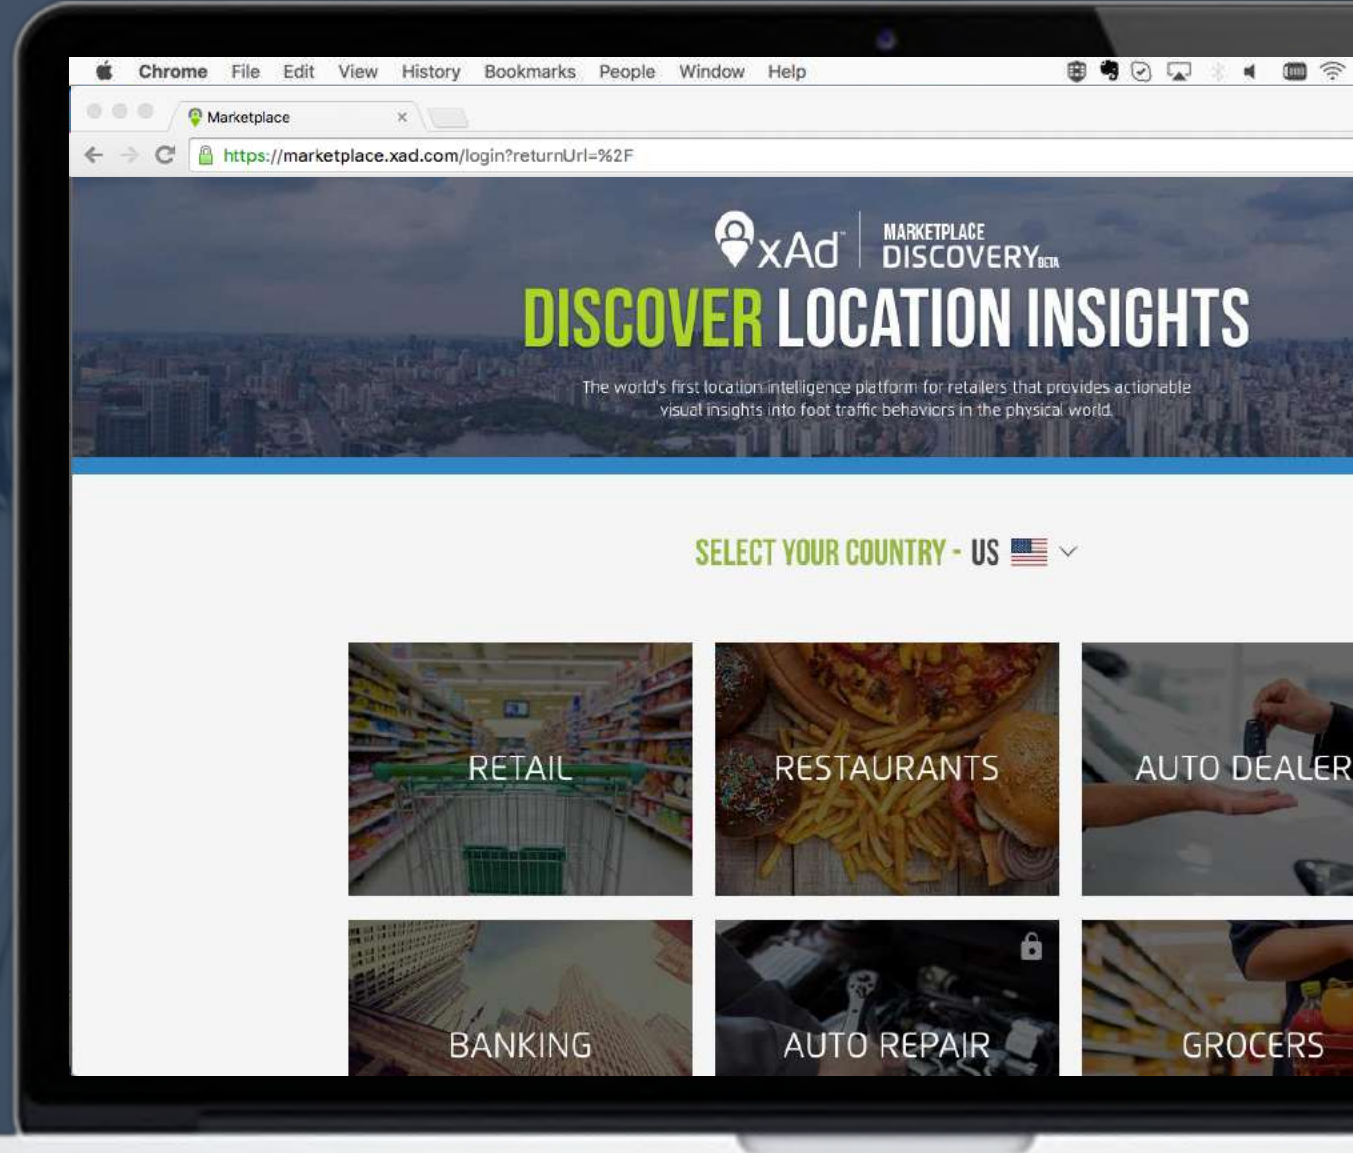 Chrome File Edit View History Bookmarks People Window Help
Marketplace
https://marketplace.xad.com/login?returnUrl=%2F
xAd™ MARKETPLACE
DISCOVERY BETA
DISCOVER LOCATION INSIGHTS
The world's first location intelligence platform for retailers that provides actionable
visual insights into foot traffic behaviors in the physical world.
SELECT YOUR COUNTRY - US
RETAIL RESTAURANTS AUTO DEALER
BANKING AUTO REPAIR GROCERS